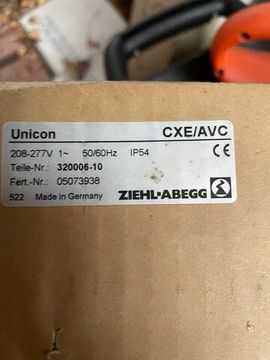 Unicon CXE/AVC
208-277V 1~ 50/60Hz IP54
Teile-Nr.: 320006-10 CE
Fert.-Nr.: 05073938
522 Made in Germany ZIEHL-ABEGG